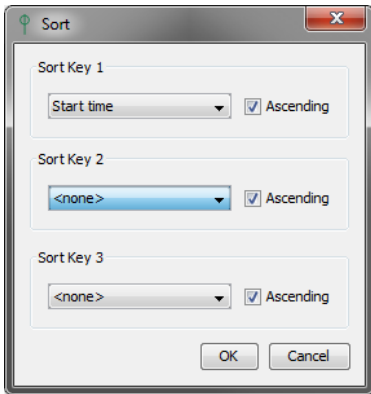 Sort
Sort Key 1
Start time
Ascending
Sort Key 2
<none>
Ascending
Sort Key 3
<none>
Ascending
OK
Cancel